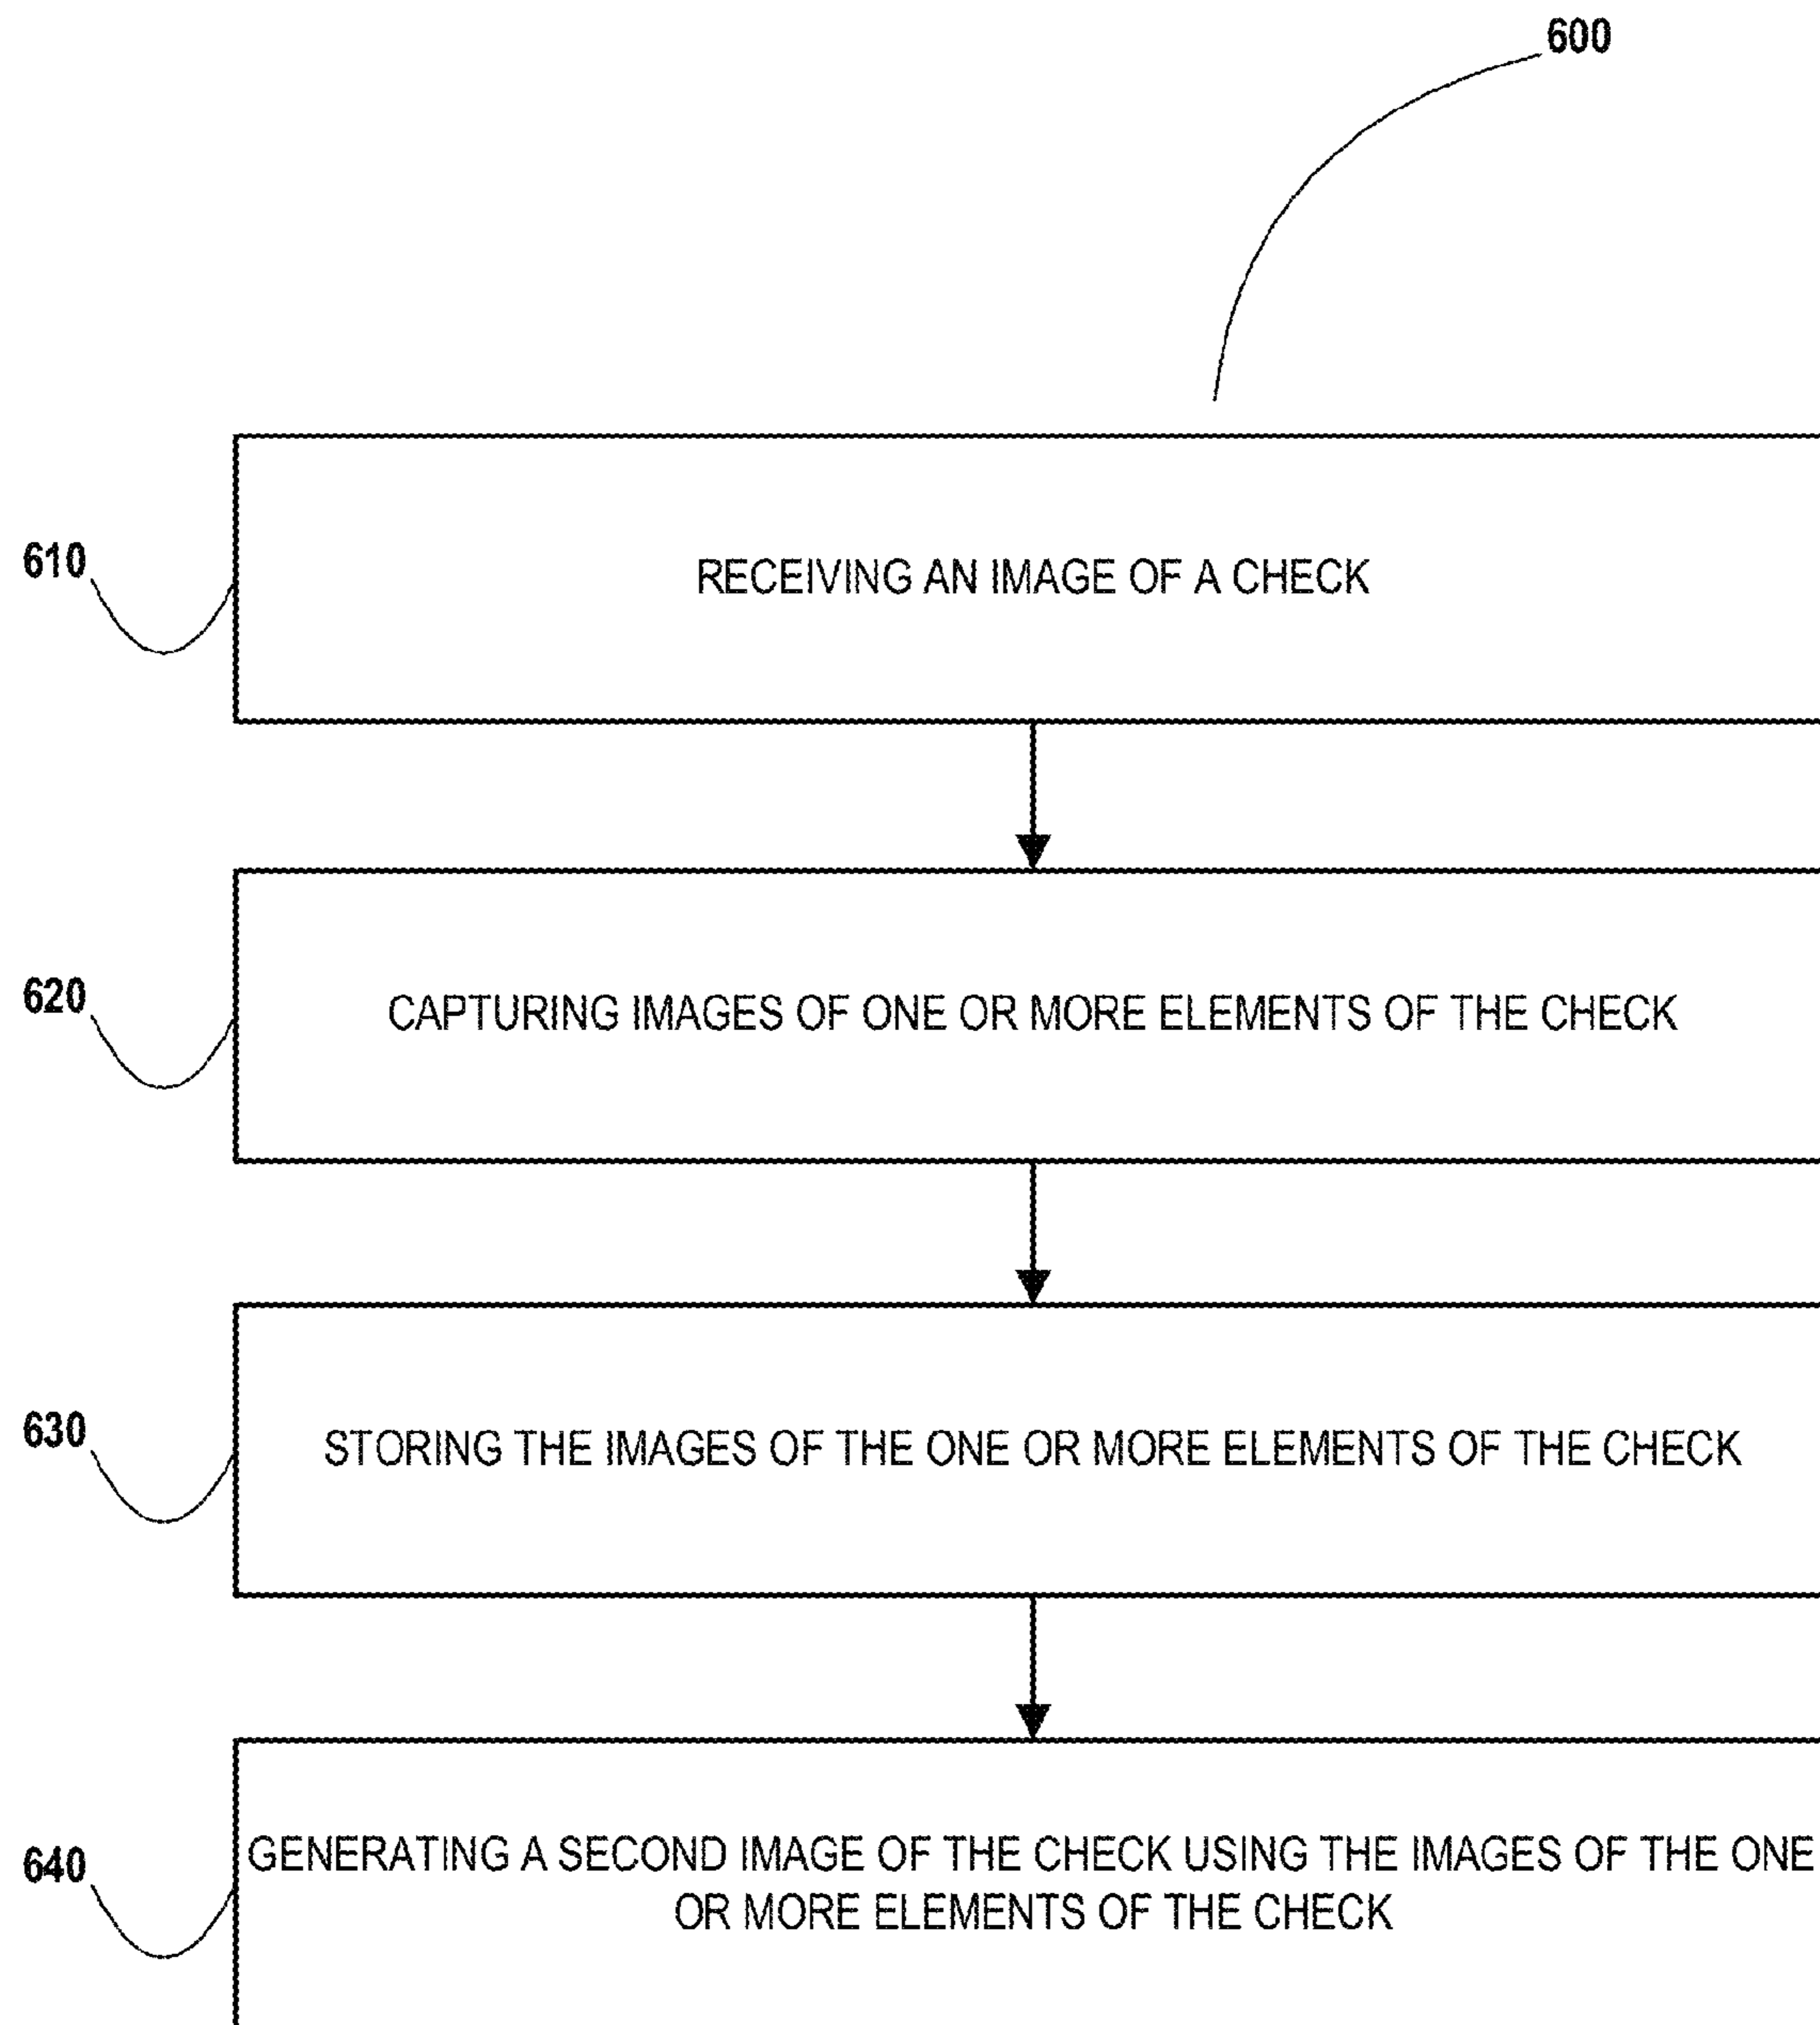 600
610
RECEIVING AN IMAGE OF A CHECK
620
CAPTURING IMAGES OF ONE OR MORE ELEMENTS OF THE CHECK
630
STORING THE IMAGES OF THE ONE OR MORE ELEMENTS OF THE CHECK
640
GENERATING A SECOND IMAGE OF THE CHECK USING THE IMAGES OF THE ONE
OR MORE ELEMENTS OF THE CHECK